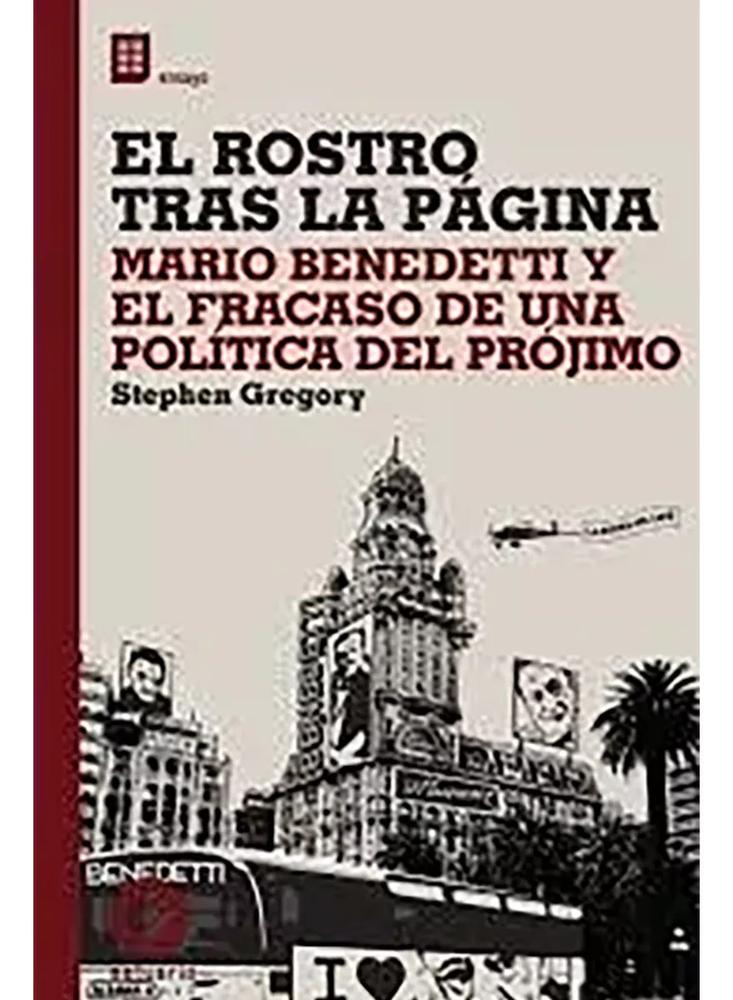 ensayo
EL ROSTRO
TRAS LA PÁGINA
MARIO BENEDETTI Y
EL FRACASO DE UNA
POLÍTICA DEL PRÓJIMO
Stephen Gregory
BENEDETTI
I